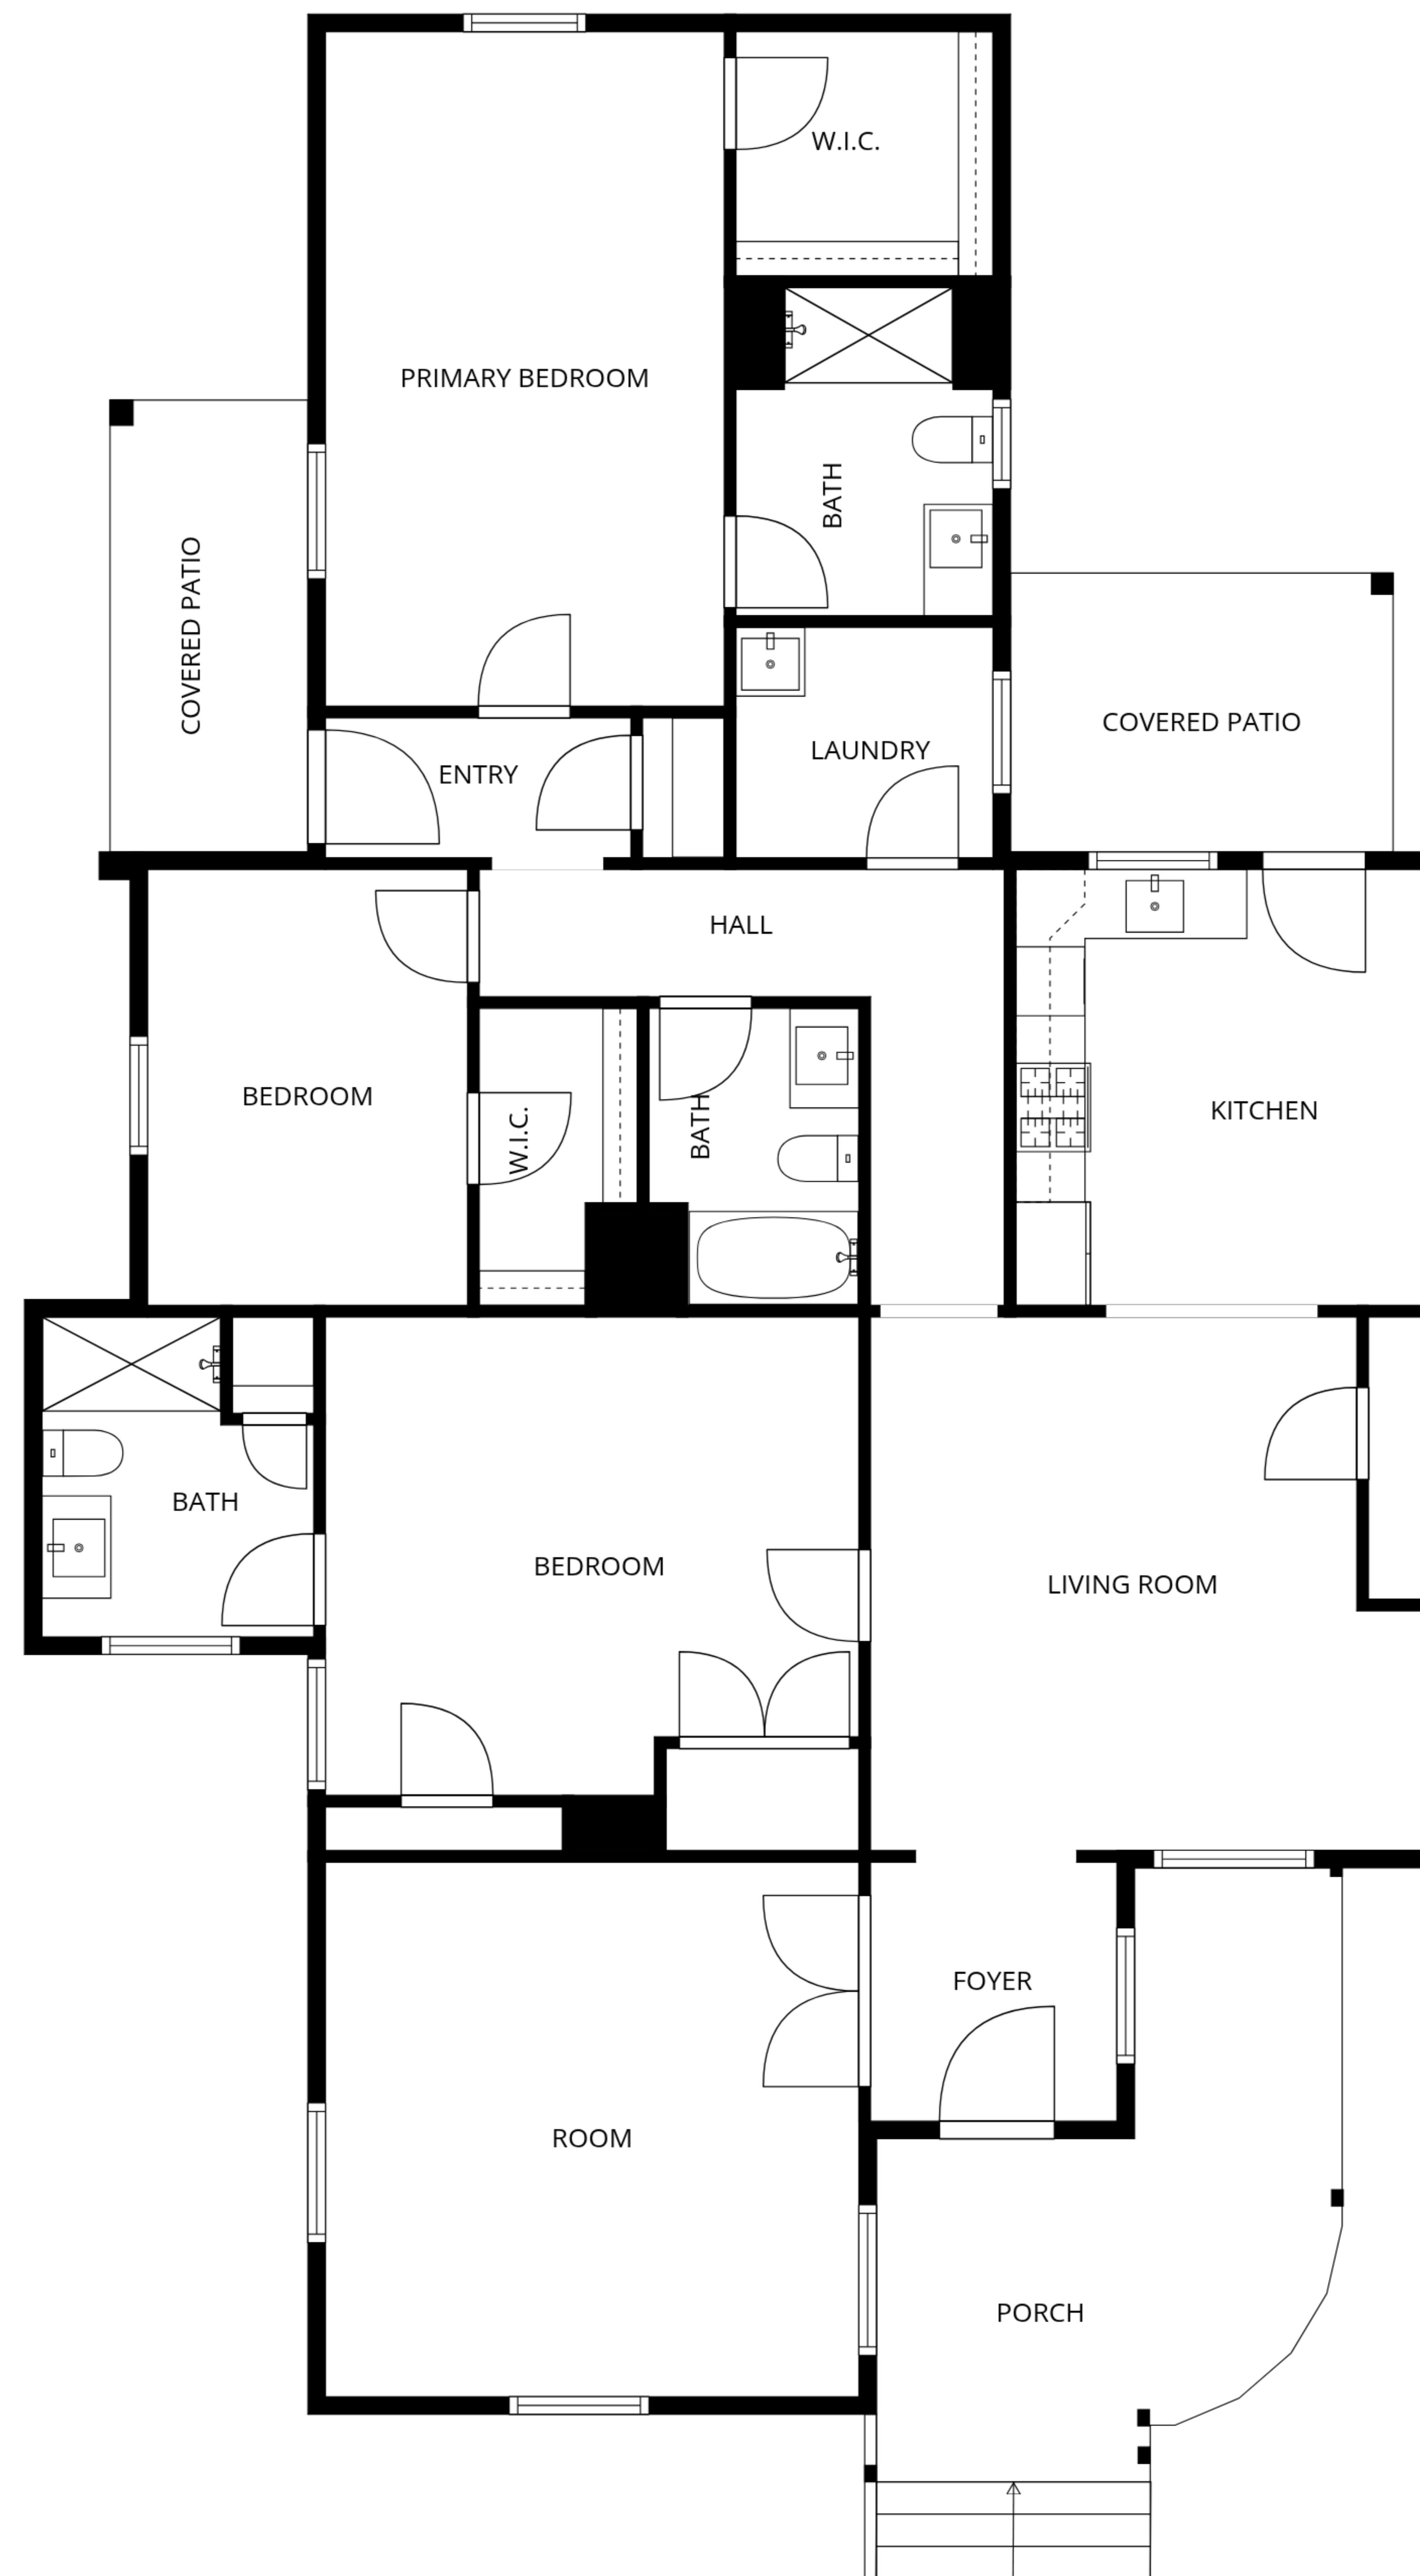 W.I.C.
PRIMARY BEDROOM
BATH
COVERED PATIO
COVERED PATIO
LAUNDRY
ENTRY
HALL
BEDROOM
W.I.C.
BATH
KITCHEN
BATH
BEDROOM
LIVING ROOM
FOYER
ROOM
PORCH